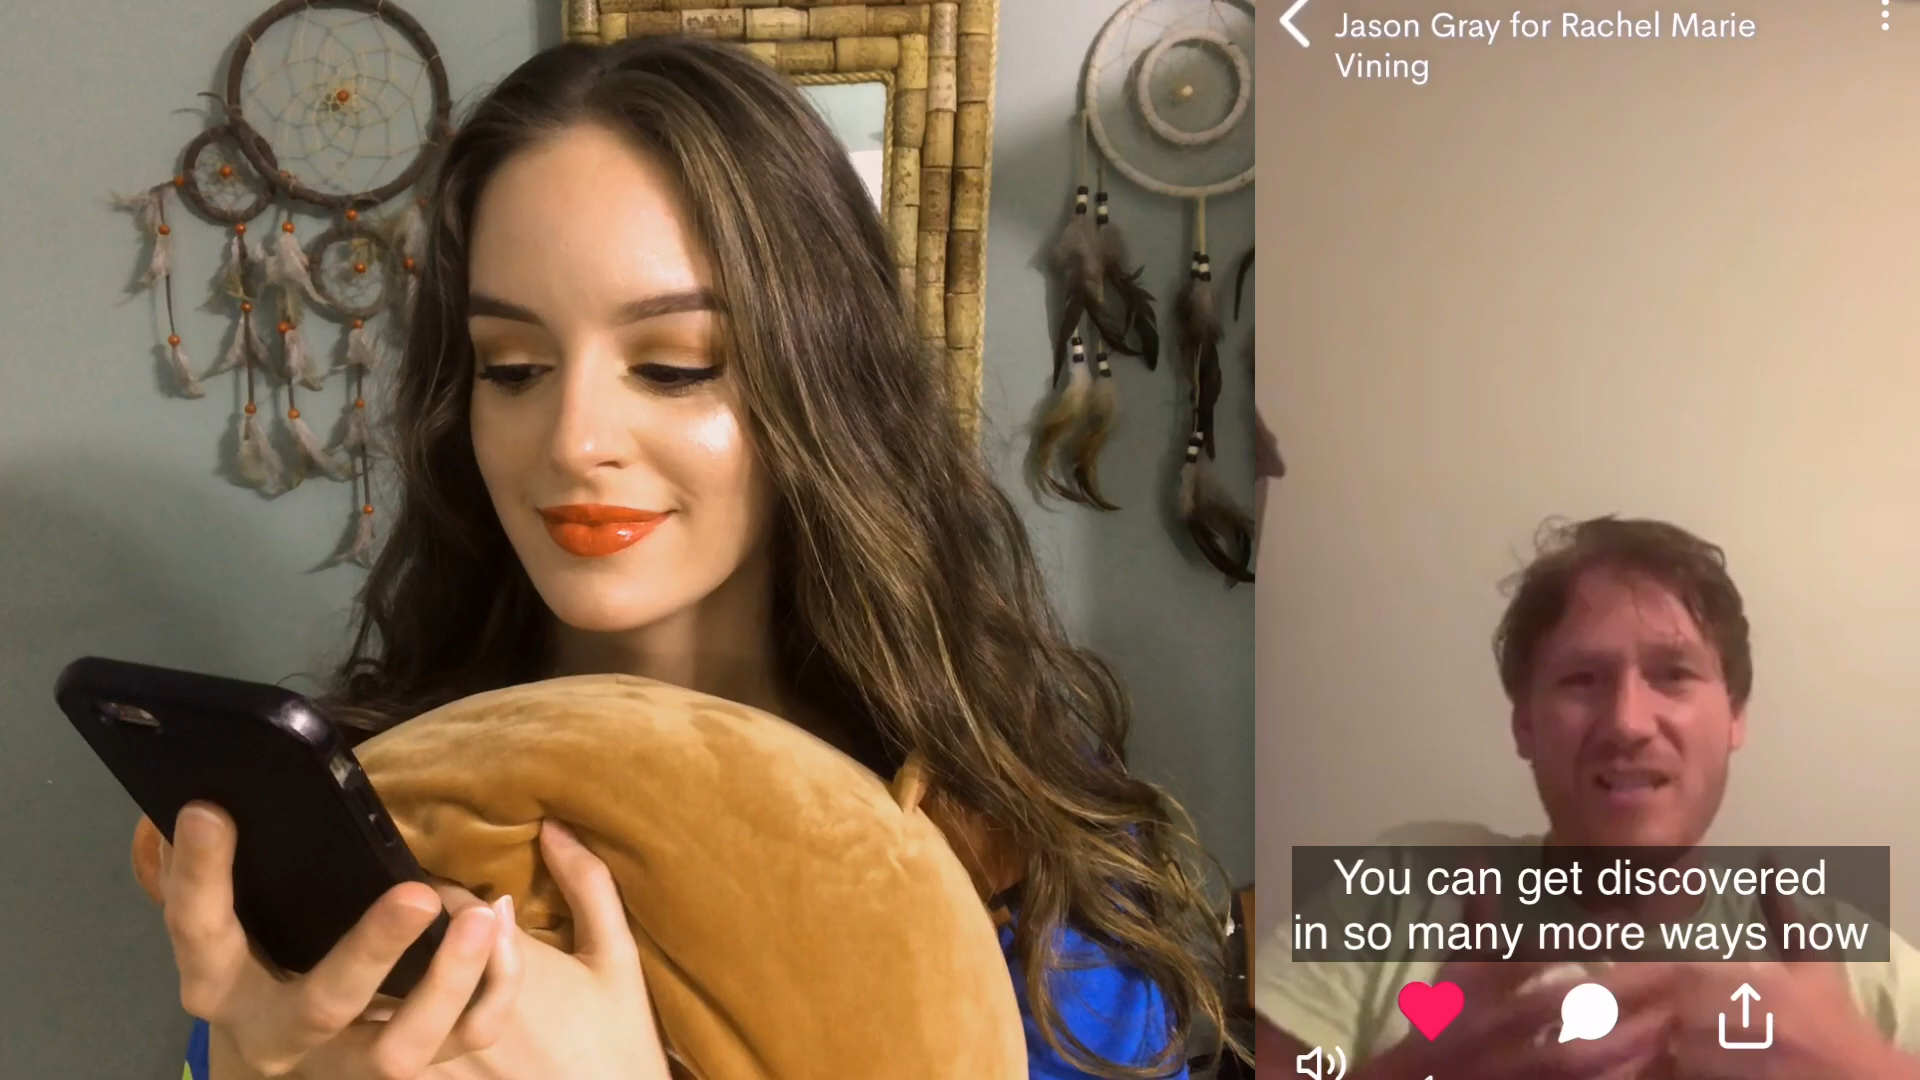 Jason Gray for Rachel Marie
Vining
You can get discovered
in so many more ways now